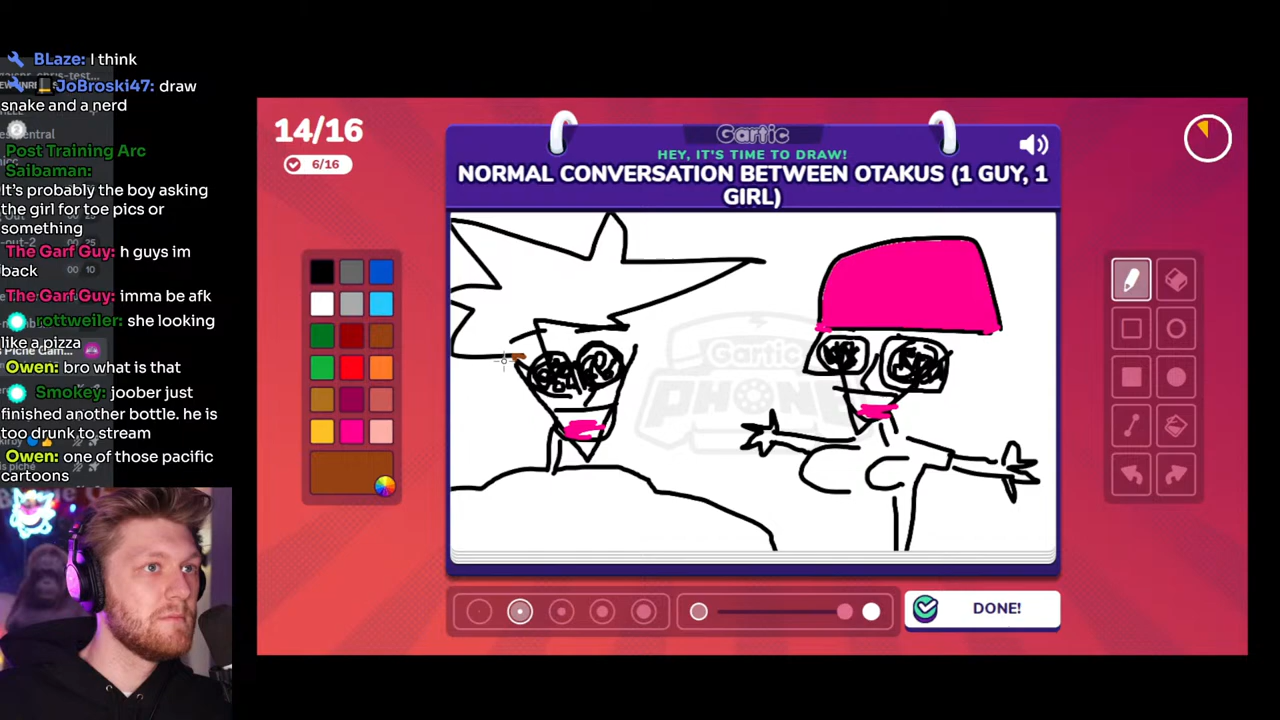 BLaze: I think
JoBroski47: draw
snake and a nerd
Post Training Arc
Saibaman:
It's probably the boy asking
the girl for toe pics or
something
The Garf Guy: h guys im
back
The Garf Guy: imma be afk
rottweiler: she looking
like a pizza
Owen: bro what is that
Smokey: joober just
finished another bottle. he is
too drunk to stream
Owen: one of those pacific
cartoons
14/16
6/16
Gartic
HEY, IT'S TIME TO DRAW!
NORMAL CONVERSATION BETWEEN OTAKUS (1 GUY, 1
GIRL)
Gartic
PHONE
DONE!